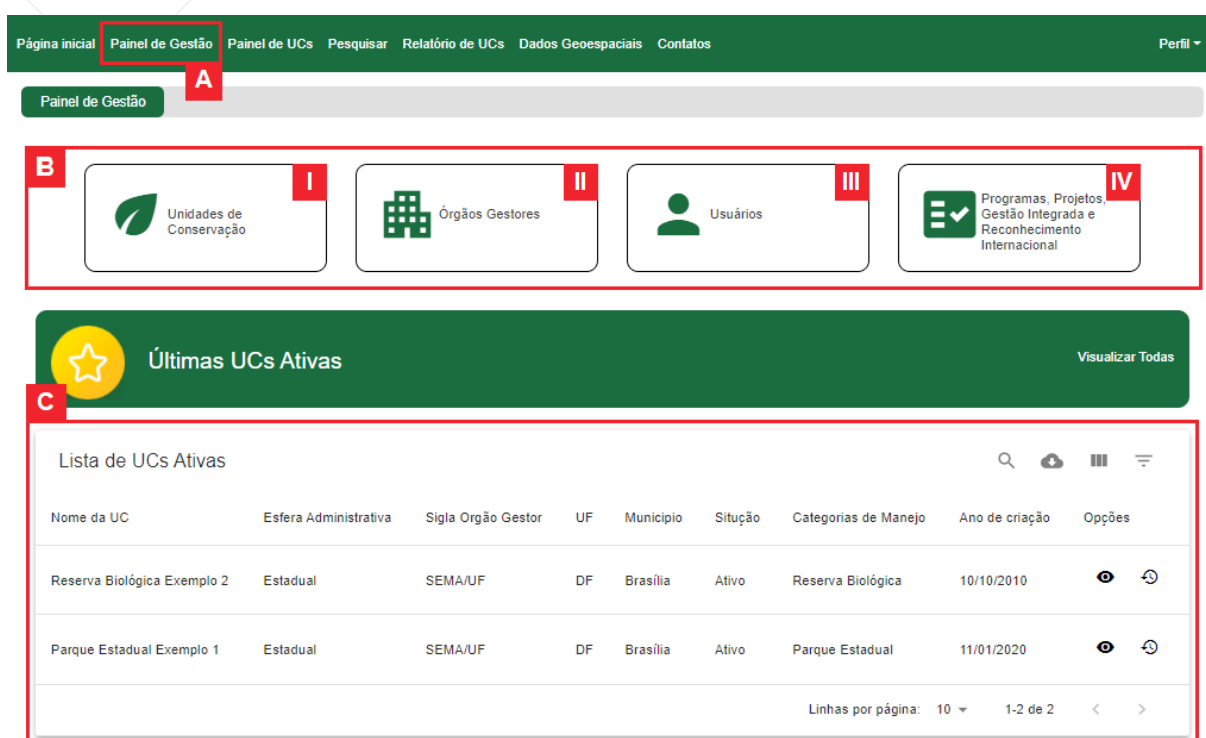 Página inicial Painel de Gestão Painel de UCs Pesquisar Relatório de UCs Dados Geoespaciais Contatos Perfil
A
Painel de Gestão
B
I
Unidades de
Conservação
II
Órgãos Gestores
III
Usuários
IV
Programas, Projetos,
Gestão Integrada e
Reconhecimento
Internacional
Últimas UCs Ativas
Visualizar Todas
C
Lista de UCs Ativas
Nome da UC Esfera Administrativa Sigla Orgão Gestor UF Municipio Situção Categorias de Manejo Ano de criação Opções
Reserva Biológica Exemplo 2 Estadual SEMA/UF DF Brasília Ativo Reserva Biológica 10/10/2010
Parque Estadual Exemplo 1 Estadual SEMA/UF DF Brasília Ativo Parque Estadual 11/01/2020
Linhas por página: 10 1-2 de 2